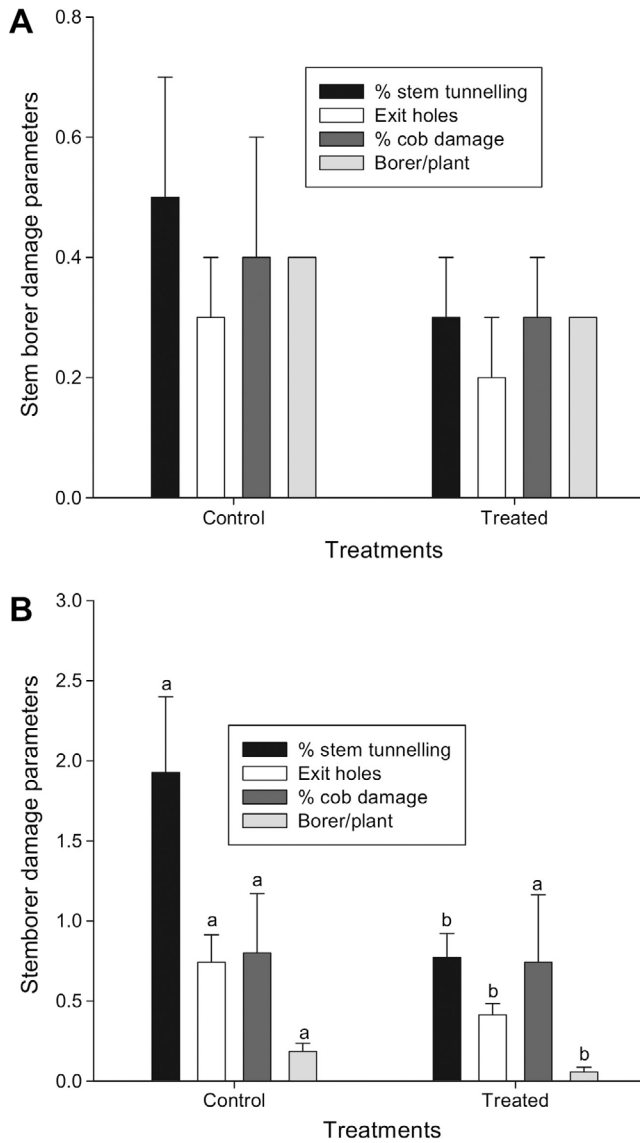 A
0.8
0.6
0.4
0.2
0.0
Stem borer damage parameters
% stem tunnelling
Exit holes
% cob damage
Borer/plant
Control
Treated
Treatments
B
3.0
2.5
2.0
1.5
1.0
0.5
0.0
Stemborer damage parameters
% stem tunnelling
Exit holes
% cob damage
Borer/plant
a
a
a
a
b
b
a
b
Control
Treated
Treatments